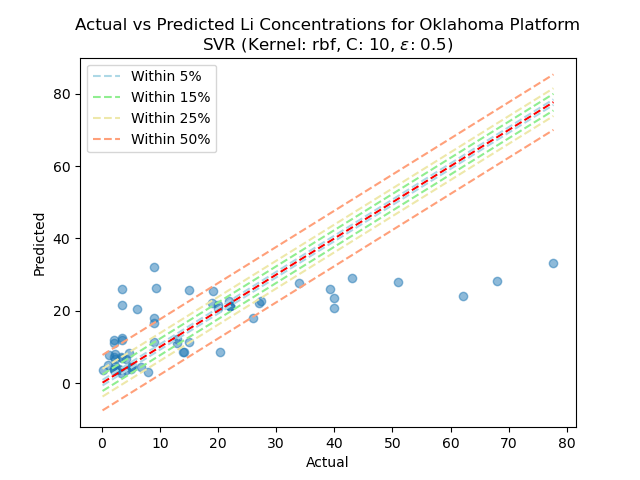 Actual vs Predicted Li Concentrations for Oklahoma Platform
SVR (Kernel: rbf, C: 10, ε: 0.5)
Within 5%
Within 15%
Within 25%
Within 50%
Predicted
80
60
40
20
0
0 10 20 30 40 50 60 70 80
Actual